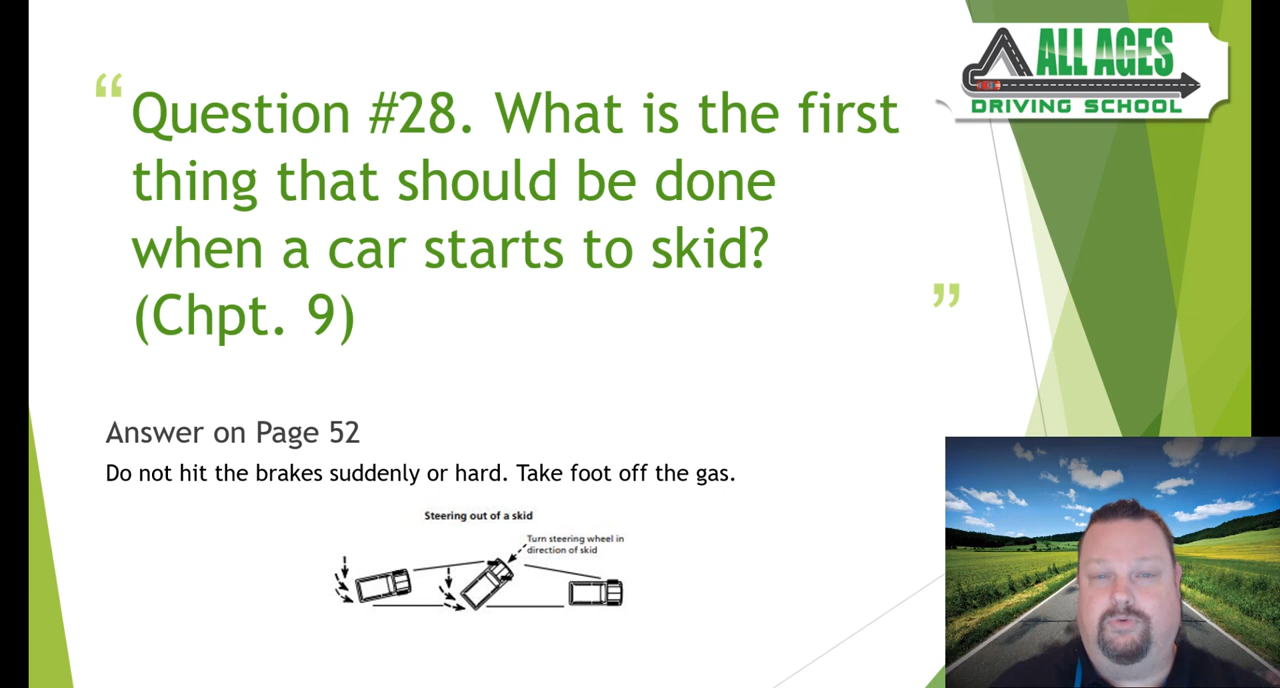 “ Question #28. What is the first
thing that should be done
when a car starts to skid?
(Chpt. 9) ”
ALL AGES
DRIVING SCHOOL
Answer on Page 52
Do not hit the brakes suddenly or hard. Take foot off the gas.
Steering out of a skid
Turn steering wheel in
direction of skid